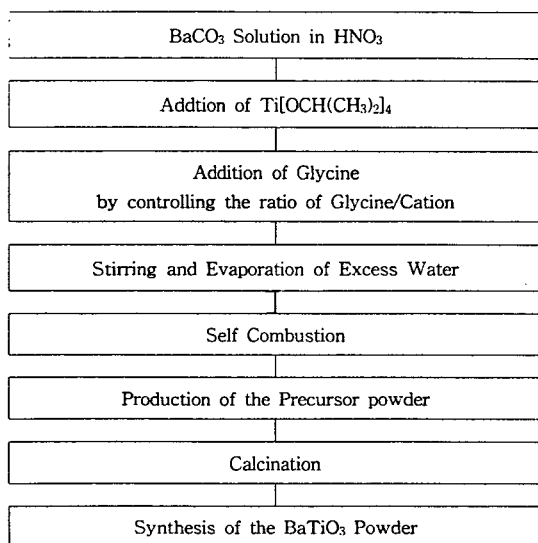 BaCO₃ Solution in HNO₃
Addtion of Ti[OCH(CH₃)₂]₄
Addition of Glycine
by controlling the ratio of Glycine/Cation
Stirring and Evaporation of Excess Water
Self Combustion
Production of the Precursor powder
Calcination
Synthesis of the BaTiO₃ Powder